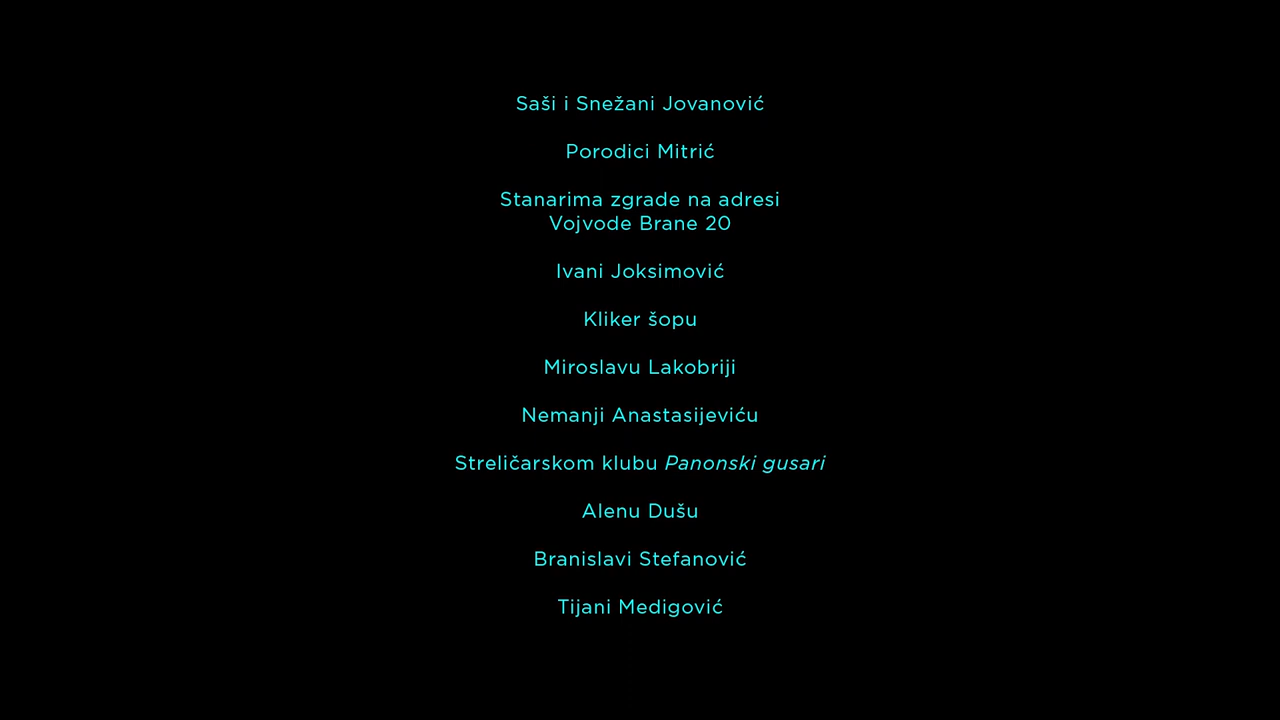 Saši i Snežani Jovanović
Porodici Mitrić
Stanarima zgrade na adresi
Vojvode Brane 20
Ivani Joksimović
Kliker šopu
Miroslavu Lakobriji
Nemanji Anastasijeviću
Streličarskom klubu Panonski gusari
Alenu Dušu
Branislavi Stefanović
Tijani Medigović